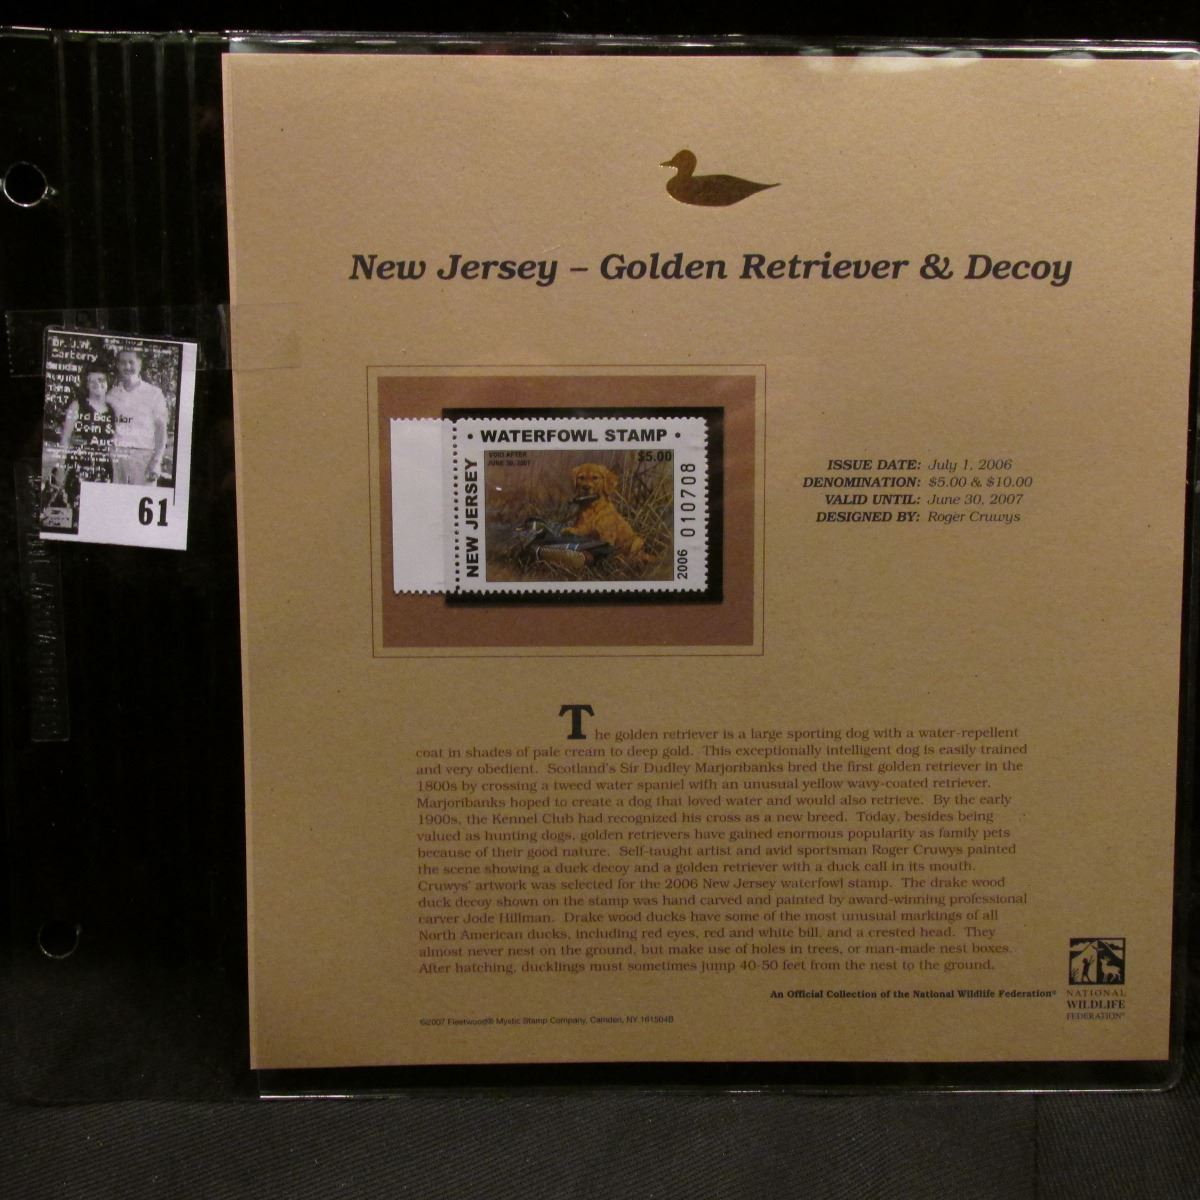 New Jersey – Golden Retriever & Decoy
Dr. J.W.
Carberry
Coin &
Auction
61
• WATERFOWL STAMP •
VOID AFTER
JUNE 30, 2007
$5.00
NEW JERSEY
2006 010708
ISSUE DATE: July 1, 2006
DENOMINATION: $5.00 & $10.00
VALID UNTIL: June 30, 2007
DESIGNED BY: Roger Cruwys
The golden retriever is a large sporting dog with a water-repellent
coat in shades of pale cream to deep gold. This exceptionally intelligent dog is easily trained
and very obedient. Scotland's Sir Dudley Marjoribanks bred the first golden retriever in the
1800s by crossing a tweed water spaniel with an unusual yellow wavy-coated retriever.
Marjoribanks hoped to create a dog that loved water and would also retrieve. By the early
1900s, the Kennel Club had recognized his cross as a new breed. Today, besides being
valued as hunting dogs, golden retrievers have gained enormous popularity as family pets
because of their good nature. Self-taught artist and avid sportsman Roger Cruwys painted
the scene showing a duck decoy and a golden retriever with a duck call in its mouth.
Cruwys' artwork was selected for the 2006 New Jersey waterfowl stamp. The drake wood
duck decoy shown on the stamp was hand carved and painted by award-winning professional
carver Jode Hillman. Drake wood ducks have some of the most unusual markings of all
North American ducks, including red eyes, red and white bill, and a crested head. They
almost never nest on the ground, but make use of holes in trees, or man-made nest boxes.
After hatching, ducklings must sometimes jump 40-50 feet from the nest to the ground.
An Official Collection of the National Wildlife Federation®
NATIONAL
WILDLIFE
FEDERATION®
©2007 Fleetwood® Mystic Stamp Company, Camden, NY 161504B